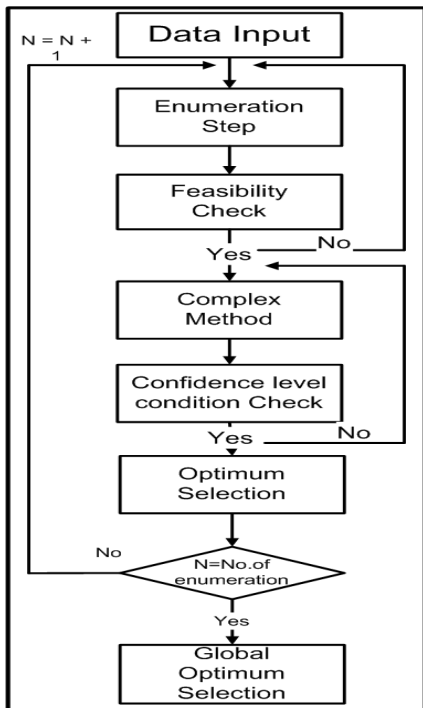 N = N +
1
Data Input
Enumeration
Step
Feasibility
Check
Yes
No
Complex
Method
Confidence level
condition Check
Yes
No
Optimum
Selection
No
N=No.of
enumeration
Yes
Global
Optimum
Selection